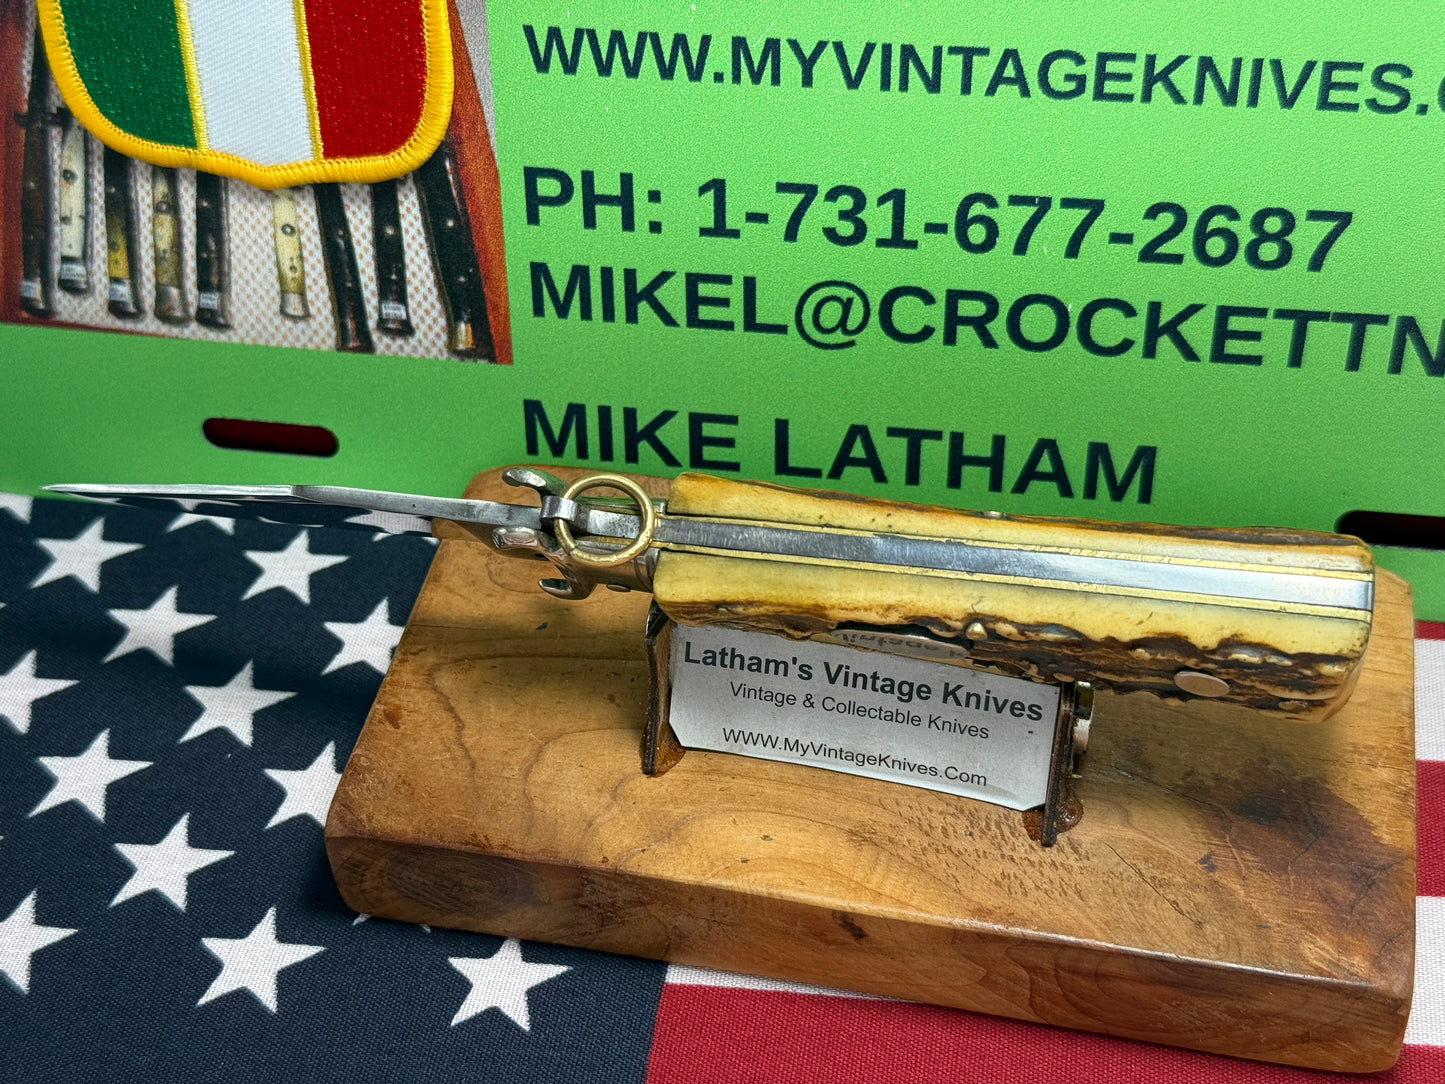 WWW.MYVINTAGEKNIVES.
PH: 1-731-677-2687
MIKEL@CROCKETTN
MIKE LATHAM
Latham's Vintage Knives
Vintage & Collectable Knives
WWW.MyVintageKnives.Com